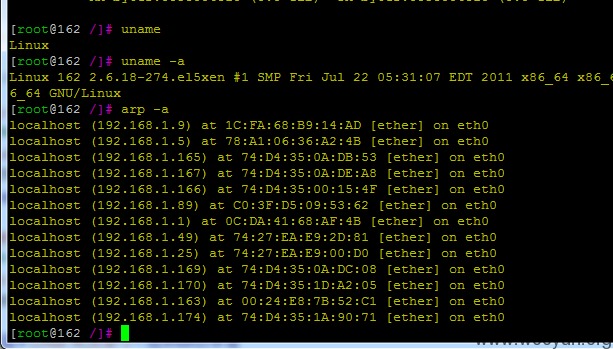 [root@162 /]# uname
Linux
[root@162 /]# uname -a
Linux 162 2.6.18-274.el5xen #1 SMP Fri Jul 22 05:31:07 EDT 2011 x86_64 x86_6
6_64 GNU/Linux
[root@162 /]# arp -a
localhost (192.168.1.9) at 1C:FA:68:B9:14:AD [ether] on eth0
localhost (192.168.1.5) at 78:A1:06:36:A2:4B [ether] on eth0
localhost (192.168.1.165) at 74:D4:35:0A:DB:53 [ether] on eth0
localhost (192.168.1.167) at 74:D4:35:0A:DE:A8 [ether] on eth0
localhost (192.168.1.166) at 74:D4:35:00:15:4F [ether] on eth0
localhost (192.168.1.89) at C0:3F:D5:09:53:62 [ether] on eth0
localhost (192.168.1.1) at 0C:DA:41:68:AF:4B [ether] on eth0
localhost (192.168.1.49) at 74:27:EA:E9:2D:81 [ether] on eth0
localhost (192.168.1.25) at 74:27:EA:E9:00:D0 [ether] on eth0
localhost (192.168.1.169) at 74:D4:35:0A:DC:08 [ether] on eth0
localhost (192.168.1.170) at 74:D4:35:1D:A2:05 [ether] on eth0
localhost (192.168.1.163) at 00:24:E8:7B:52:C1 [ether] on eth0
localhost (192.168.1.174) at 74:D4:35:1A:90:71 [ether] on eth0
[root@162 /]#